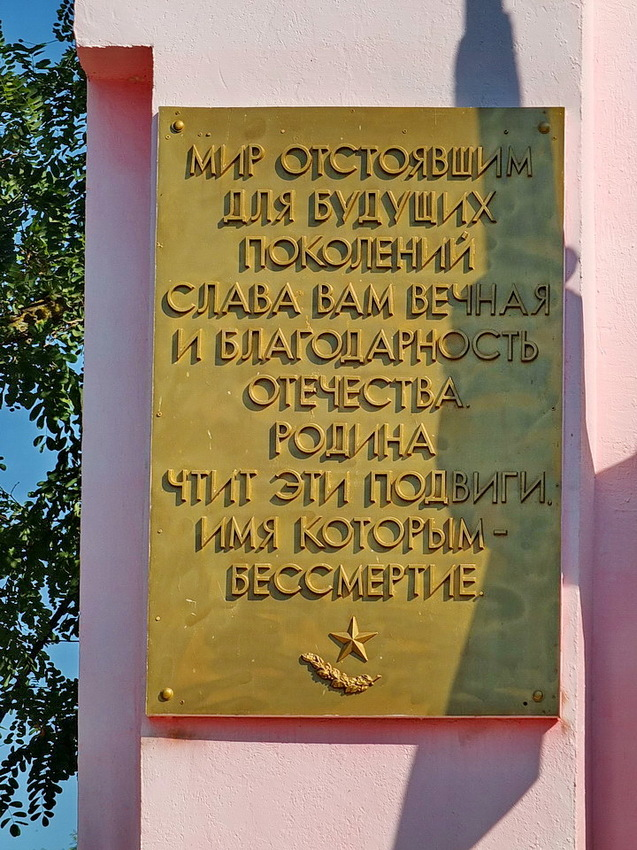 МИР ОТСТОЯВШИМ
ДЛЯ БУДУЩИХ
ПОКОЛЕНИЙ
СЛАВА ВАМ ВЕЧНАЯ
И БЛАГОДАРНОСТЬ
ОТЕЧЕСТВА.
РОДИНА
ЧТИТ ЭТИ ПОДВИГИ.
ИМЯ КОТОРЫМ -
БЕССМЕРТИЕ.